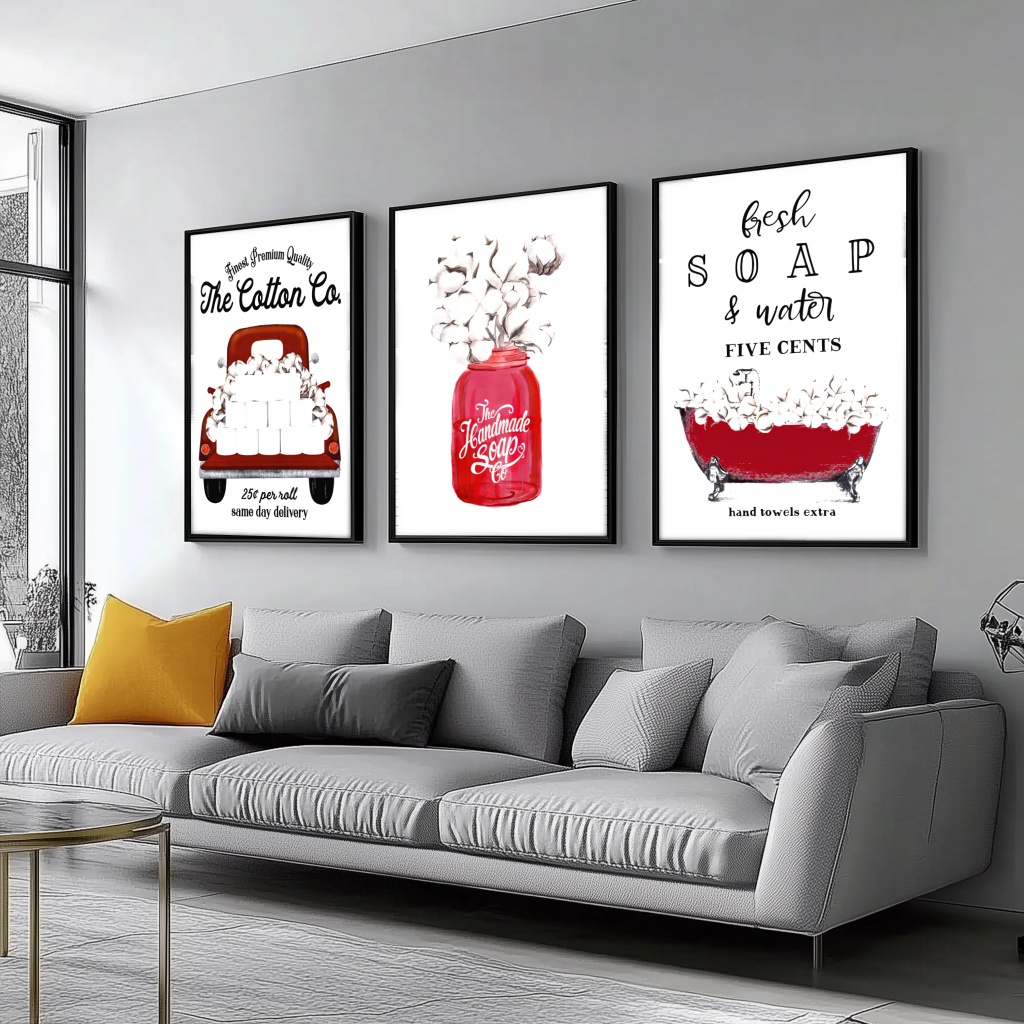 Finest Premium Quality
The Cotton Co.
25¢ per roll
same day delivery
The
Handmade
Soap
Co
fresh
SOAP
& water
FIVE CENTS
hand towels extra